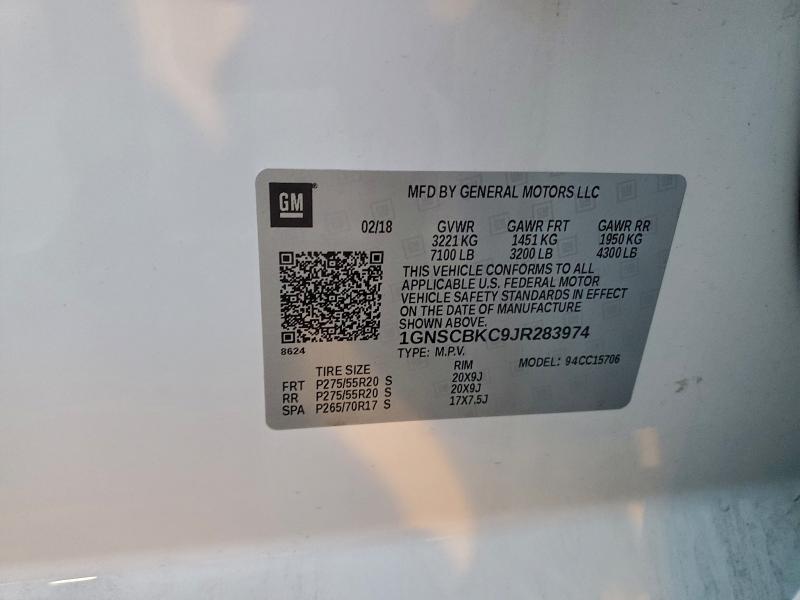 GM
MFD BY GENERAL MOTORS LLC
02/18 GVWR GAWR FRT GAWR RR
3221 KG 1451 KG 1950 KG
7100 LB 3200 LB 4300 LB
THIS VEHICLE CONFORMS TO ALL
APPLICABLE U.S. FEDERAL MOTOR
VEHICLE SAFETY STANDARDS IN EFFECT
ON THE DATE OF MANUFACTURE
SHOWN ABOVE.
1GNSCBKC9JR283974
8624
TYPE: M.P.V. MODEL: 94CC15706
TIRE SIZE RIM
FRT P275/55R20 S 20X9J
RR P275/55R20 S 20X9J
SPA P265/70R17 S 17X7.5J